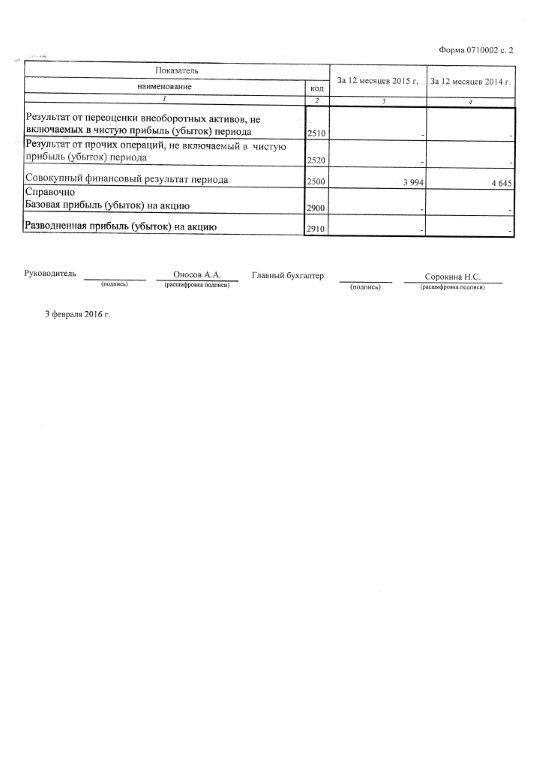 Форма 0710002 с. 2
Показатель
За 12 месяцев 2015 г.
За 12 месяцев 2014 г.
наименование
код
1
2
3
4
Результат от переоценки внеоборотных активов, не
включаемых в чистую прибыль (убыток) периода
2510
-
-
Результат от прочих операций, не включаемый в чистую
прибыль (убыток) периода
2520
-
-
Совокупный финансовый результат периода
2500
3 994
4 645
Справочно
Базовая прибыль (убыток) на акцию
2900
-
-
Разводненная прибыль (убыток) на акцию
2910
-
-
Руководитель
Оносов А.А.
Главный бухгалтер
Сорокина Н.С.
(подпись)
(расшифровка подписи)
(подпись)
(расшифровка подписи)
3 февраля 2016 г.